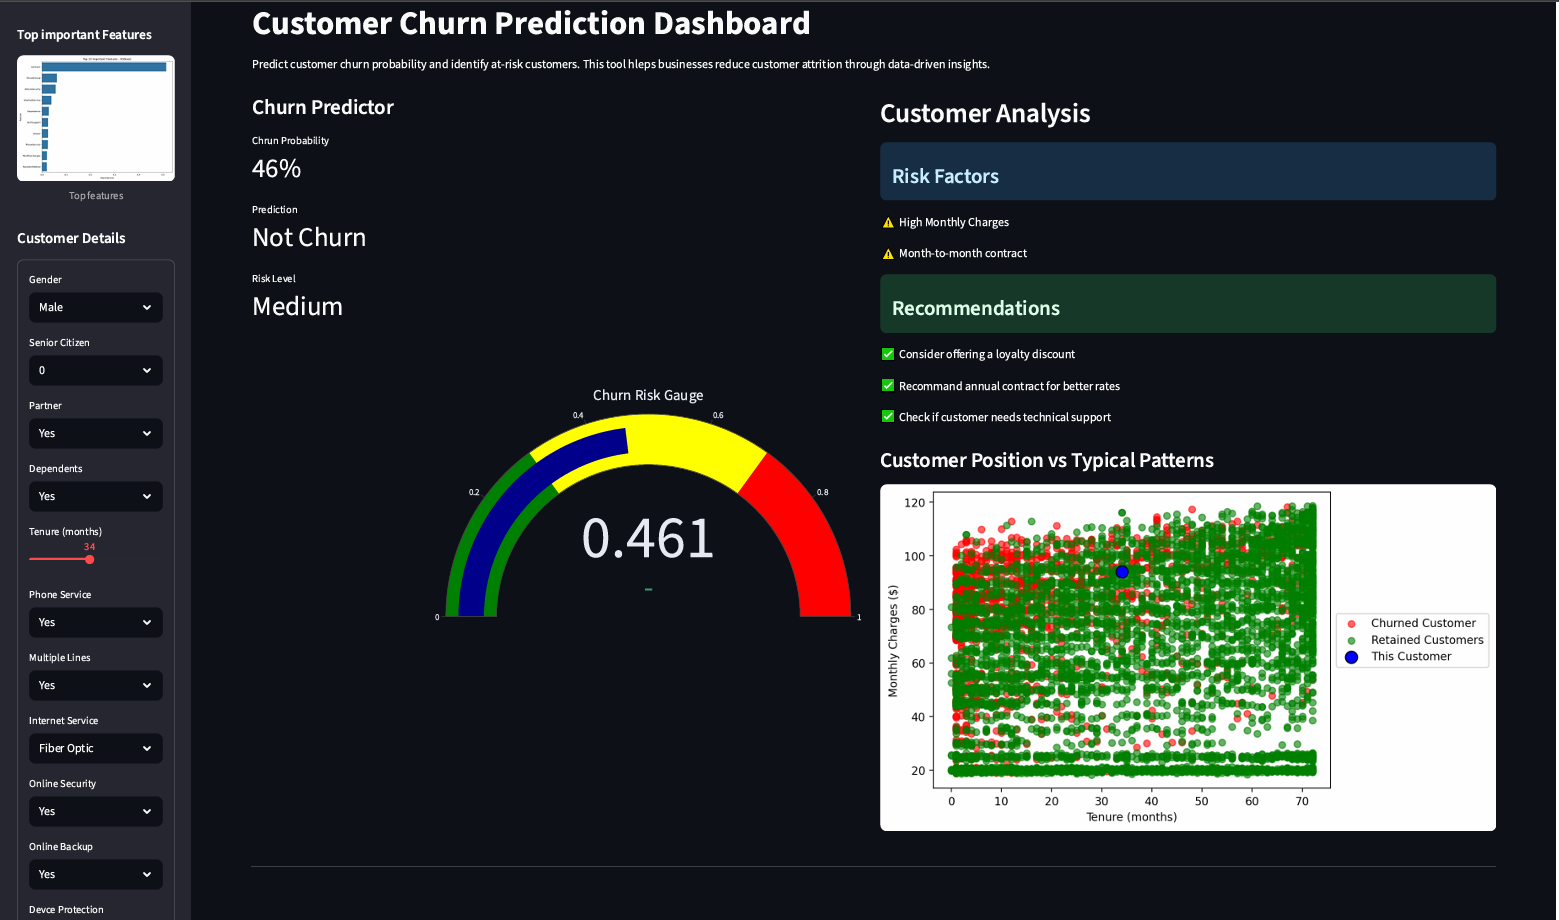 Top important Features
Top features
Customer Details
Gender
Male
Senior Citizen
0
Partner
Yes
Dependents
Yes
Tenure (months)
34
Phone Service
Yes
Multiple Lines
Yes
Internet Service
Fiber Optic
Online Security
Yes
Online Backup
Yes
Devce Protection
Customer Churn Prediction Dashboard
Predict customer churn probability and identify at-risk customers. This tool hleps businesses reduce customer attrition through data-driven insights.
Churn Predictor
Chrun Probability
46%
Prediction
Not Churn
Risk Level
Medium
Churn Risk Gauge
0
0.2
0.4
0.6
0.8
1
0.461
-
Customer Analysis
Risk Factors
⚠ High Monthly Charges
⚠ Month-to-month contract
Recommendations
✅ Consider offering a loyalty discount
✅ Recommand annual contract for better rates
✅ Check if customer needs technical support
Customer Position vs Typical Patterns
Monthly Charges ($)
120
100
80
60
40
20
0 10 20 30 40 50 60 70
Tenure (months)
Churned Customer
Retained Customers
This Customer